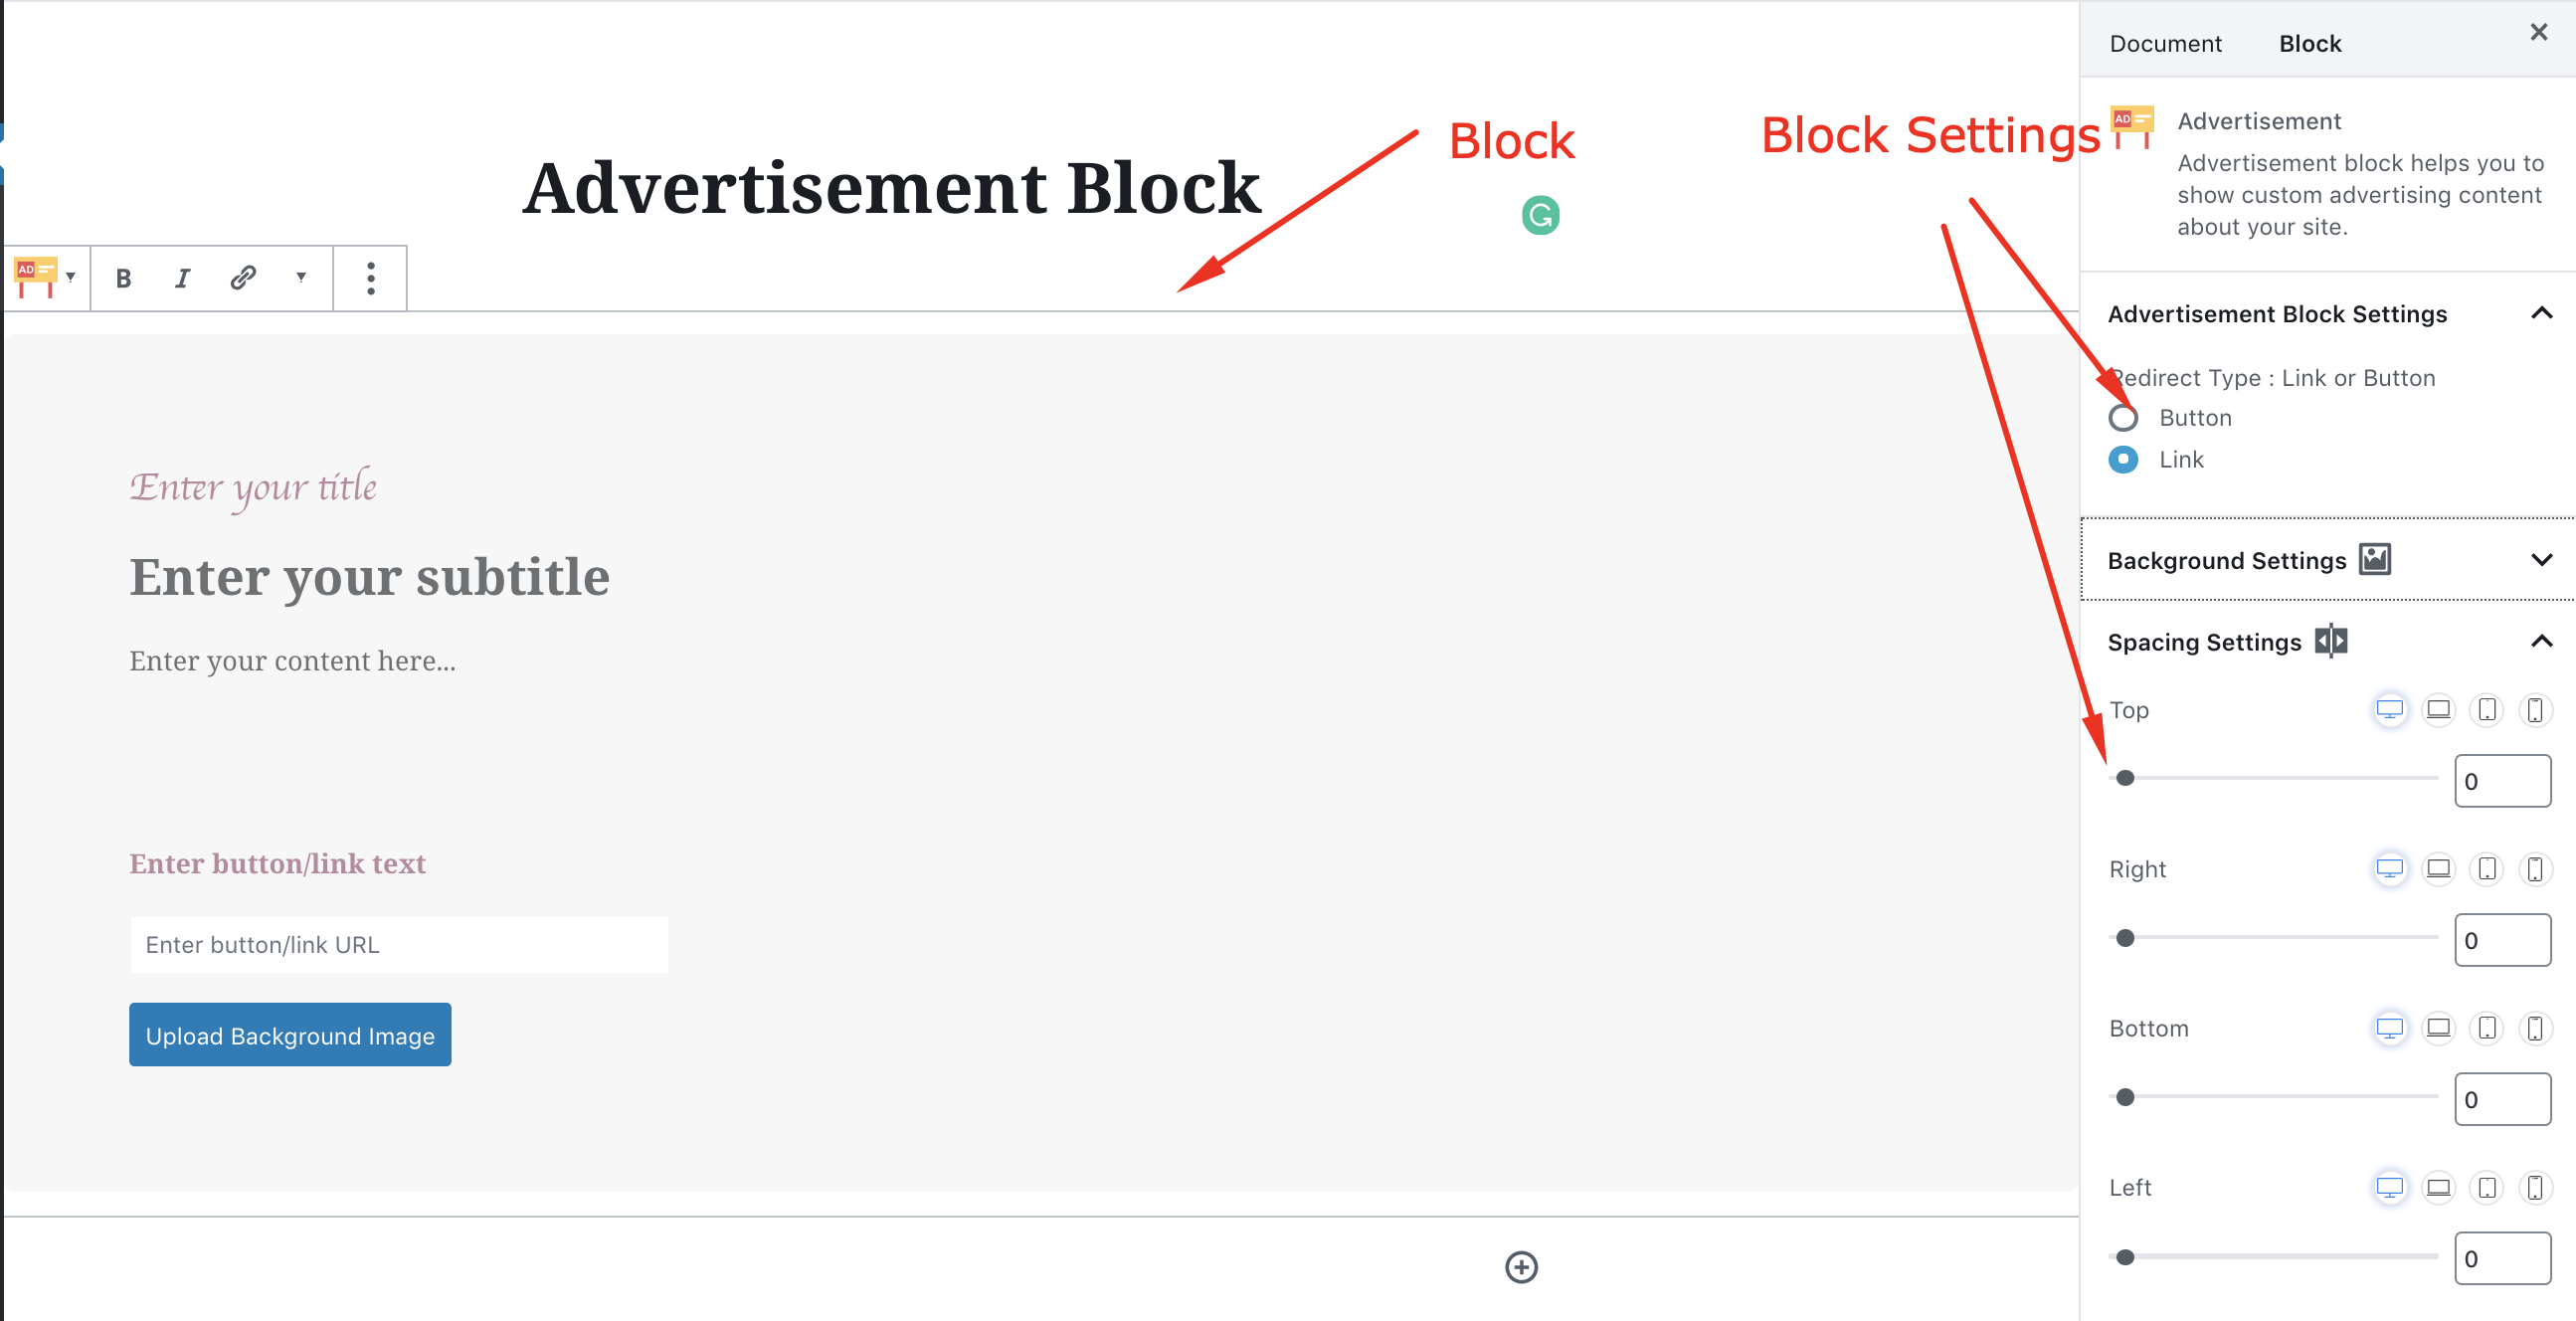 Document Block
Block
Block Settings
AD
Advertisement
Advertisement block helps you to
show custom advertising content
about your site.
Advertisement Block
AD B I
Advertisement Block Settings
Redirect Type : Link or Button
Button
Link
Enter your title
Enter your subtitle
Enter your content here...
Enter button/link text
Enter button/link URL
Upload Background Image
Background Settings
Spacing Settings
Top
0
Right
0
Bottom
0
Left
0